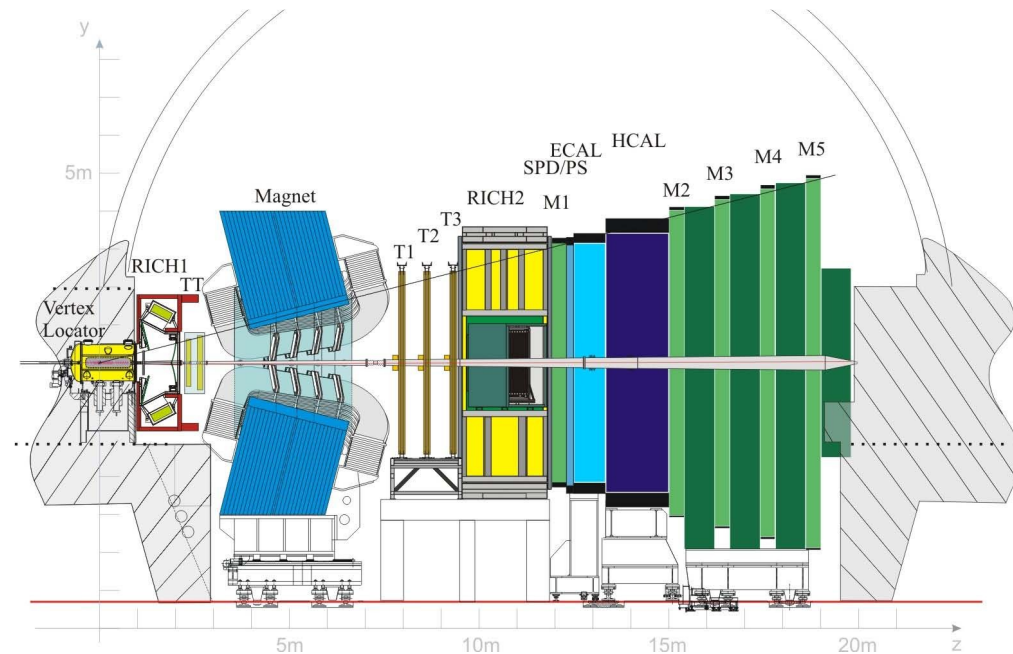 y
5m
Vertex
Locator
RICH1
TT
Magnet
T1
T2
T3
RICH2
M1
SPD/PS
ECAL
HCAL
M2
M3
M4
M5
5m
10m
15m
20m
z